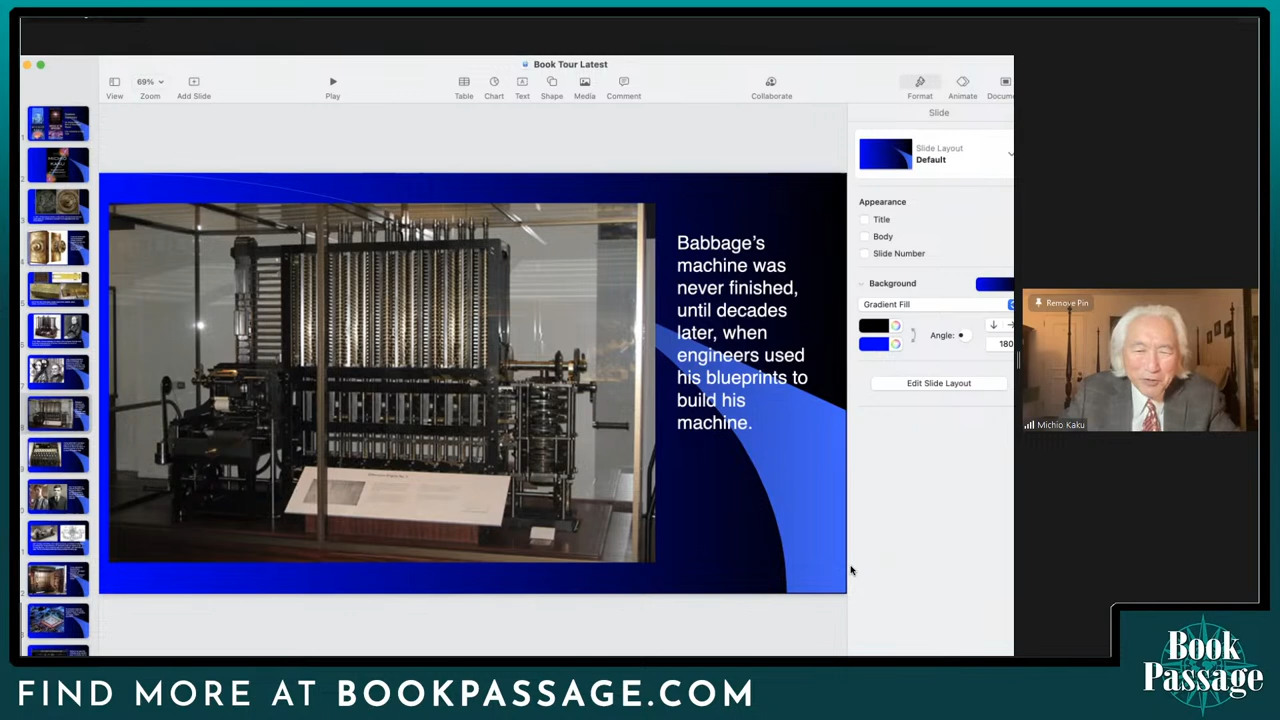 Book Tour Latest
69%
View
Zoom
Add Slide
Play
Table
Chart
Text
Shape
Media
Comment
Collaborate
Format
Animate
Slide
Slide Layout
Default
Appearance
Title
Body
Slide Number
Background
Gradient Fill
Angle:
180
Edit Slide Layout
Babbage’s
machine was
never finished,
until decades
later, when
engineers used
his blueprints to
build his
machine.
Remove Pin
Michio Kaku
Book
Passage
FIND MORE AT BOOKPASSAGE.COM